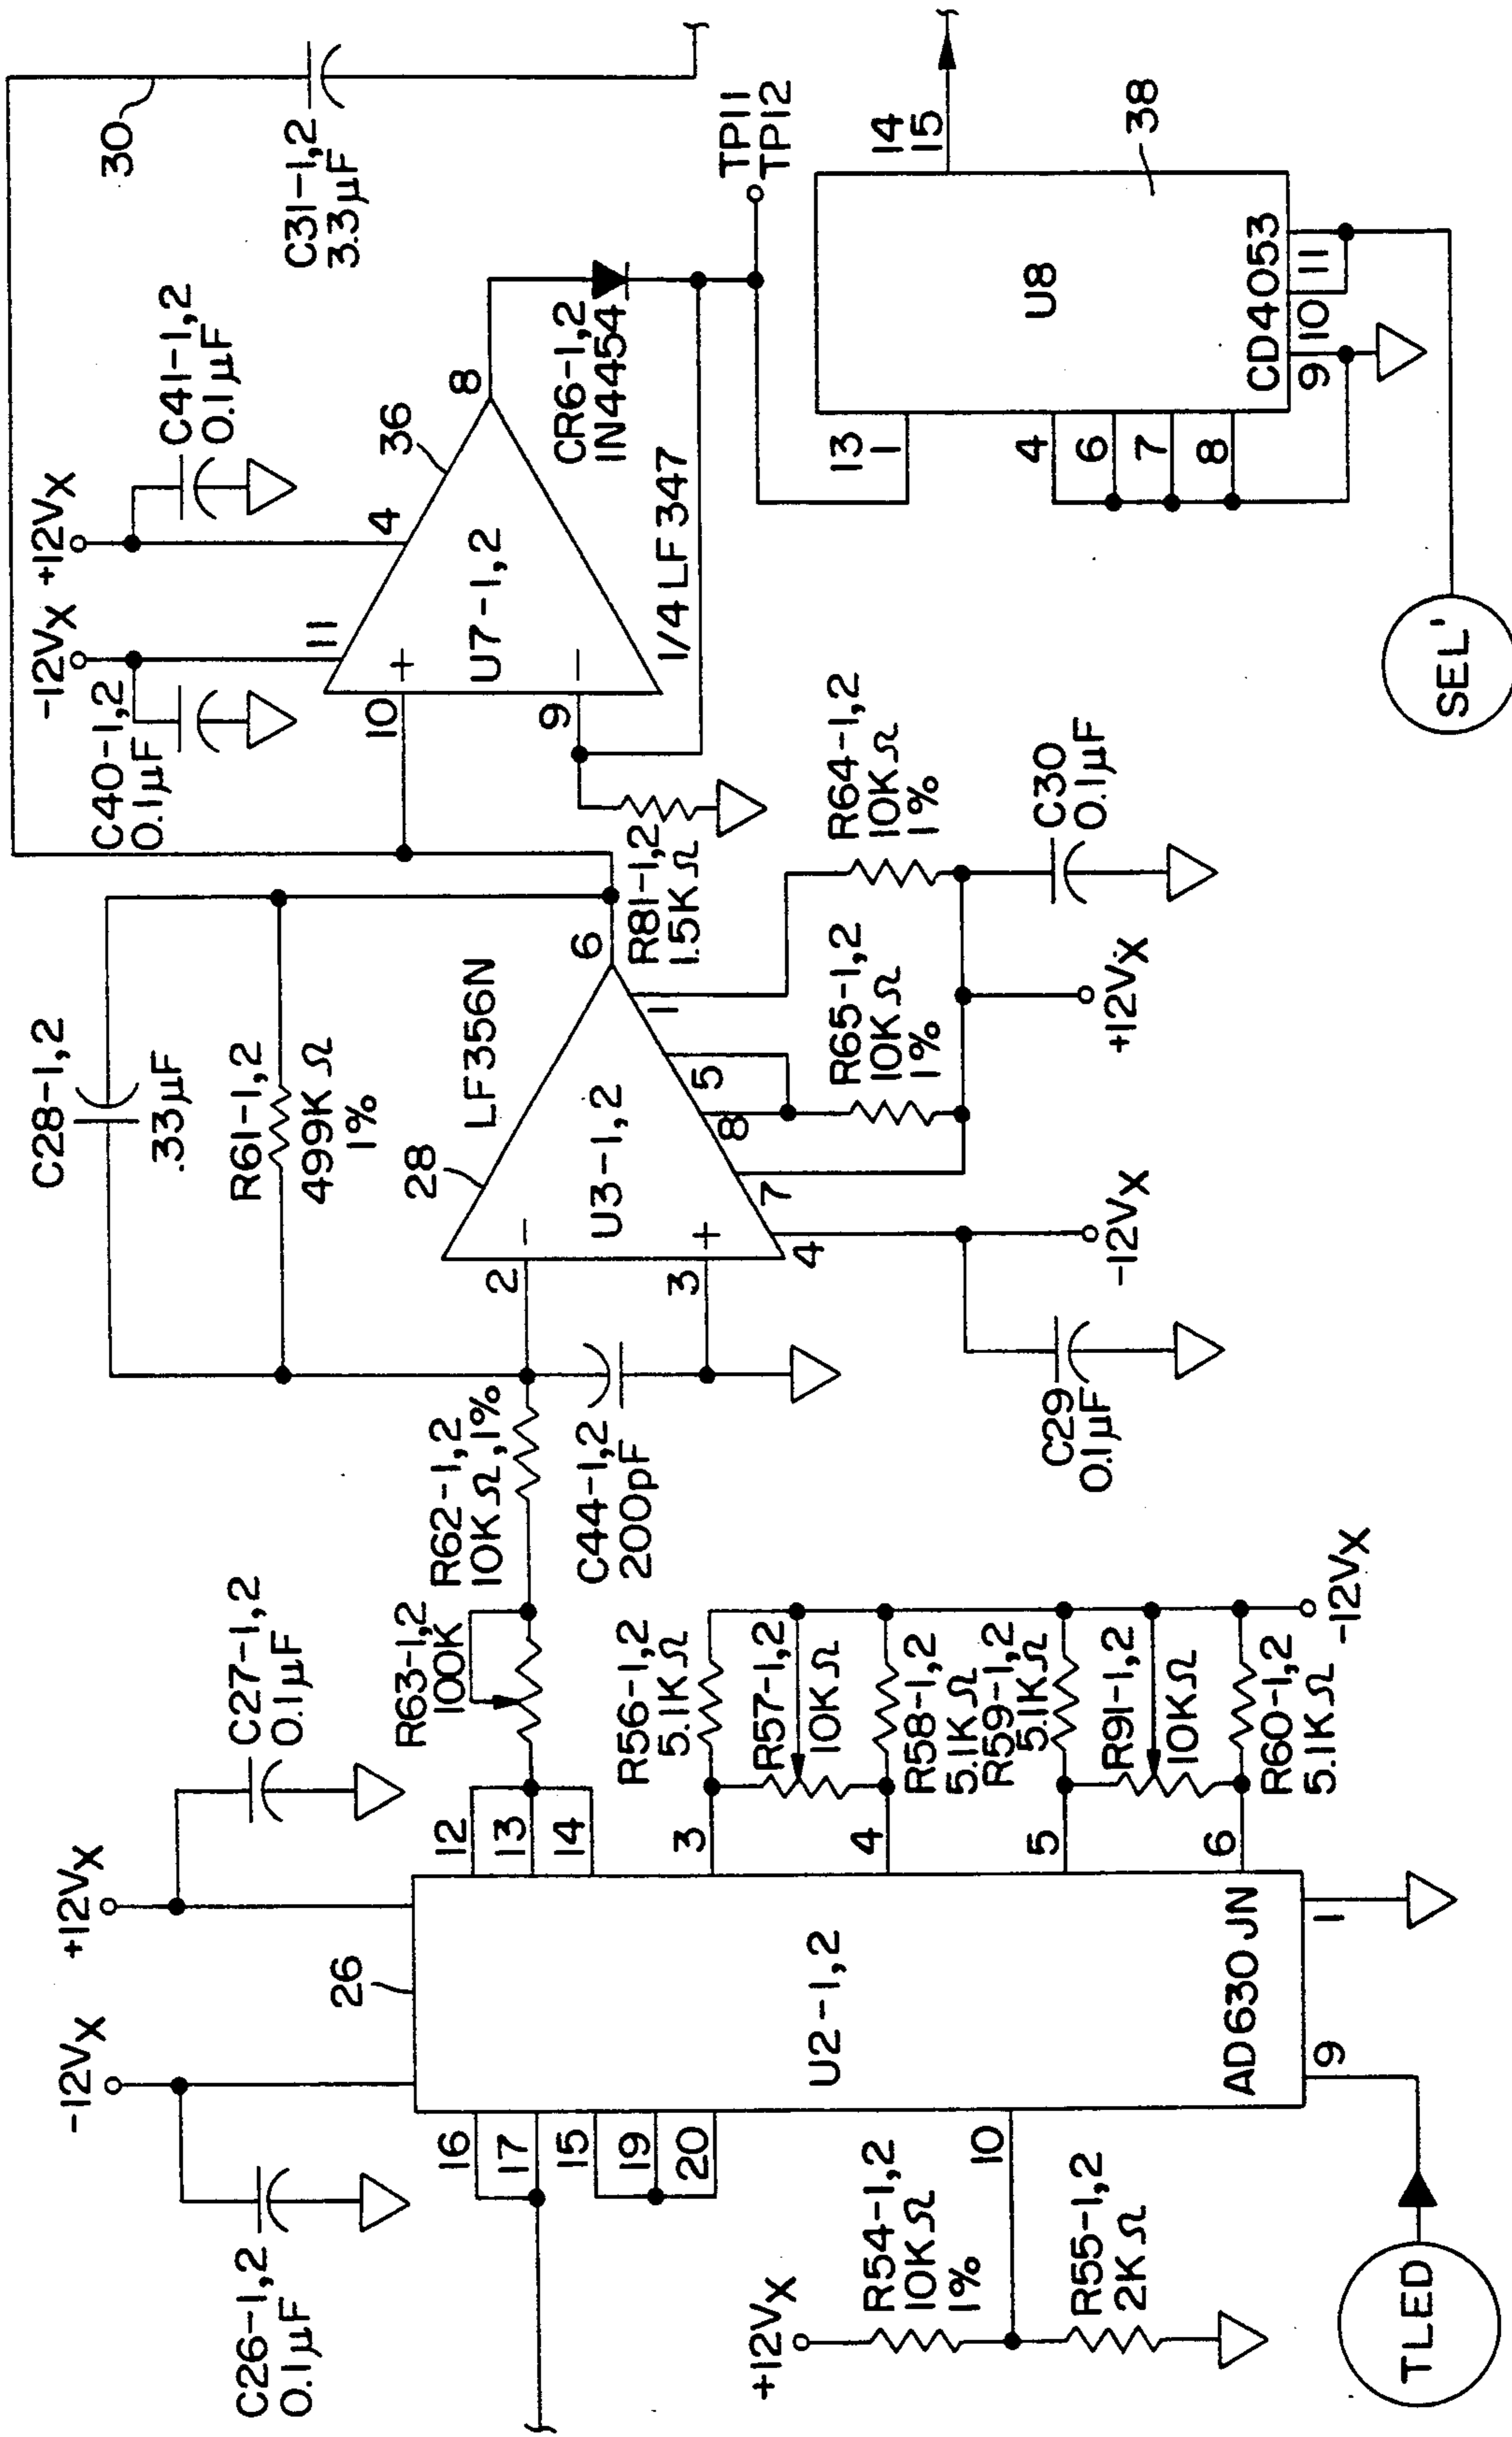 -12VX
+12VX
C26-1,2
0.1µF
C27-1,2
0.1µF
26
16
17
15
19
20
10
U2-1,2
AD630JN
12
13
14
3
4
5
6
9
1
+12VX
R54-1,2
10KΩ
1%
R55-1,2
2KΩ
TLED
R63-1,2
100K
R62-1,2
10KΩ,1%
C44-1,2
200pF
R56-1,2
5.1KΩ
R57-1,2
10KΩ
R58-1,2
5.1KΩ
R59-1,2
5.1KΩ
R91-1,2
10KΩ
R60-1,2
5.1KΩ
-12VX
C28-1,2
.33µF
R61-1,2
499KΩ
1%
28
LF356N
2
3
-
+
U3-1,2
6
4
7
8
5
1
C29
0.1µF
-12VX
R65-1,2
10KΩ
1%
+12VX
R64-1,2
10KΩ
1%
C30
0.1µF
R81-1,2
1.5KΩ
-12VX
+12VX
C40-1,2
0.1µF
C41-1,2
0.1µF
10
9
11
4
+
-
U7-1,2
36
8
1/4 LF347
CR6-1,2
1N4454
30
C31-1,2
3.3µF
TP11
TP12
13
1
4
6
7
8
U8
CD4053
9
10
11
14
15
38
SEL'